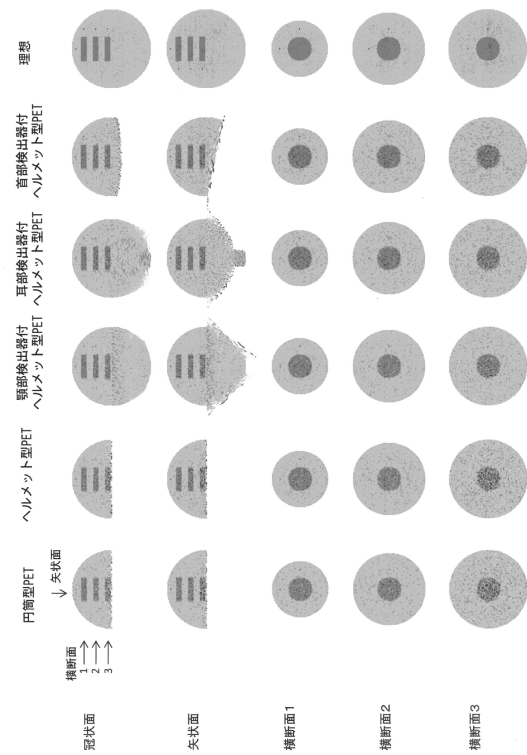 円筒型PET
ヘルメット型PET
顎部検出器付
ヘルメット型PET
耳部検出器付
ヘルメット型PET
首部検出器付
ヘルメット型PET
理想
横断面
1
2
3
矢状面
冠状面
矢状面
横断面1
横断面2
横断面3